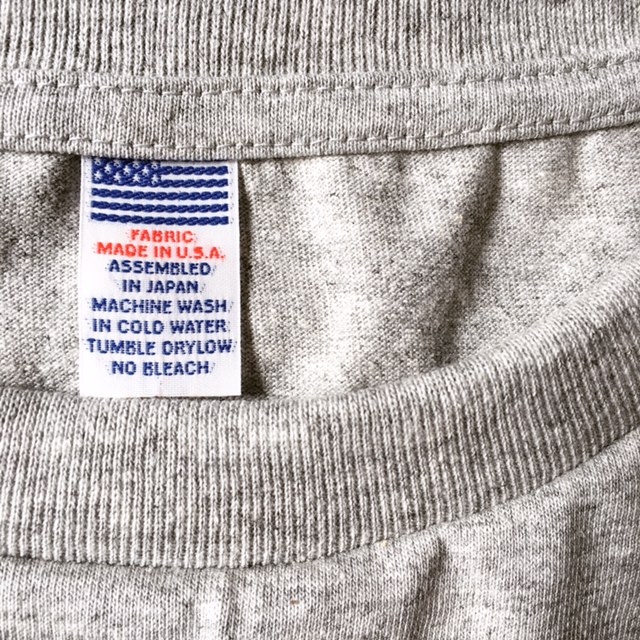 FABRIC
MADE IN U.S.A.
ASSEMBLED
IN JAPAN
MACHINE WASH
IN COLD WATER
TUMBLE DRYLOW
NO BLEACH